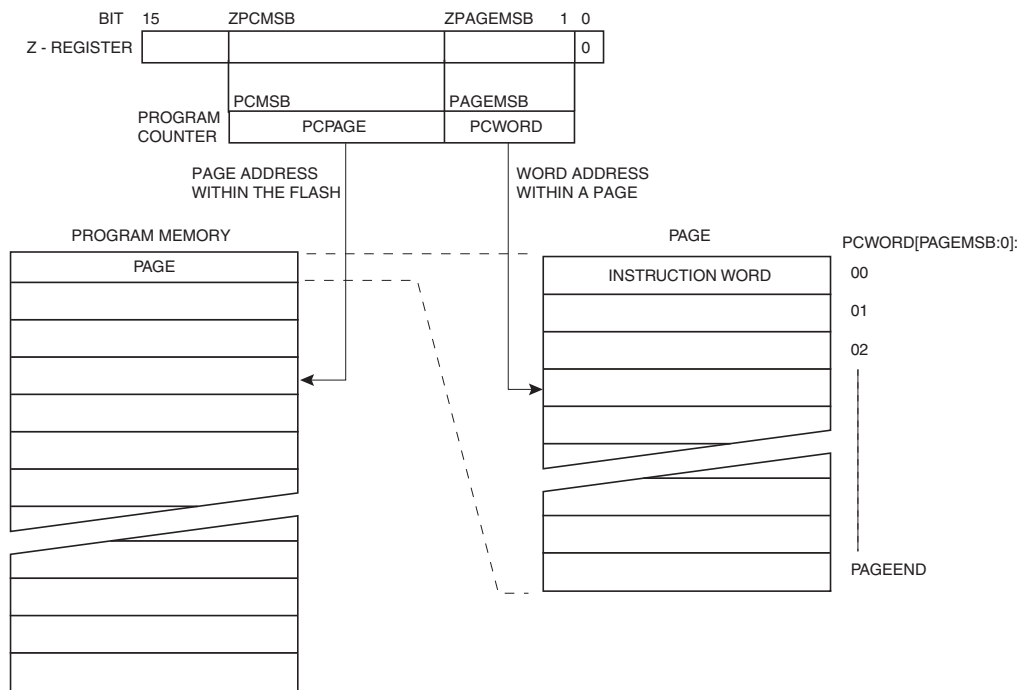 BIT 15 ZPCMSB ZPAGEMSB 1 0
Z - REGISTER 0
PCMSB PAGEMSB
PROGRAM
COUNTER
PCPAGE PCWORD
PAGE ADDRESS
WITHIN THE FLASH
WORD ADDRESS
WITHIN A PAGE
PROGRAM MEMORY
PAGE
PAGE
INSTRUCTION WORD
PCWORD[PAGEMSB:0]:
00
01
02
PAGEEND